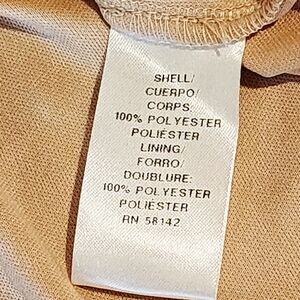 SHELL/
CUERPO/
CORPS:
100% POLYESTER
POLIÉSTER
LINING/
FORRO/
DOUBLURE:
100% POLYESTER
POLIÉSTER
RN 58142